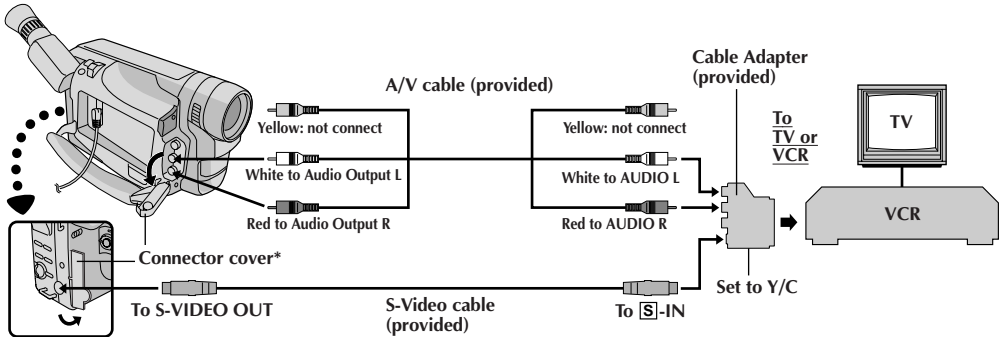 A/V cable (provided)
Cable Adapter
(provided)
Yellow: not connect
Yellow: not connect
To
TV or
VCR
TV
White to Audio Output L
White to AUDIO L
Red to Audio Output R
Red to AUDIO R
VCR
Connector cover*
Set to Y/C
To S-VIDEO OUT
S-Video cable
(provided)
To S-IN